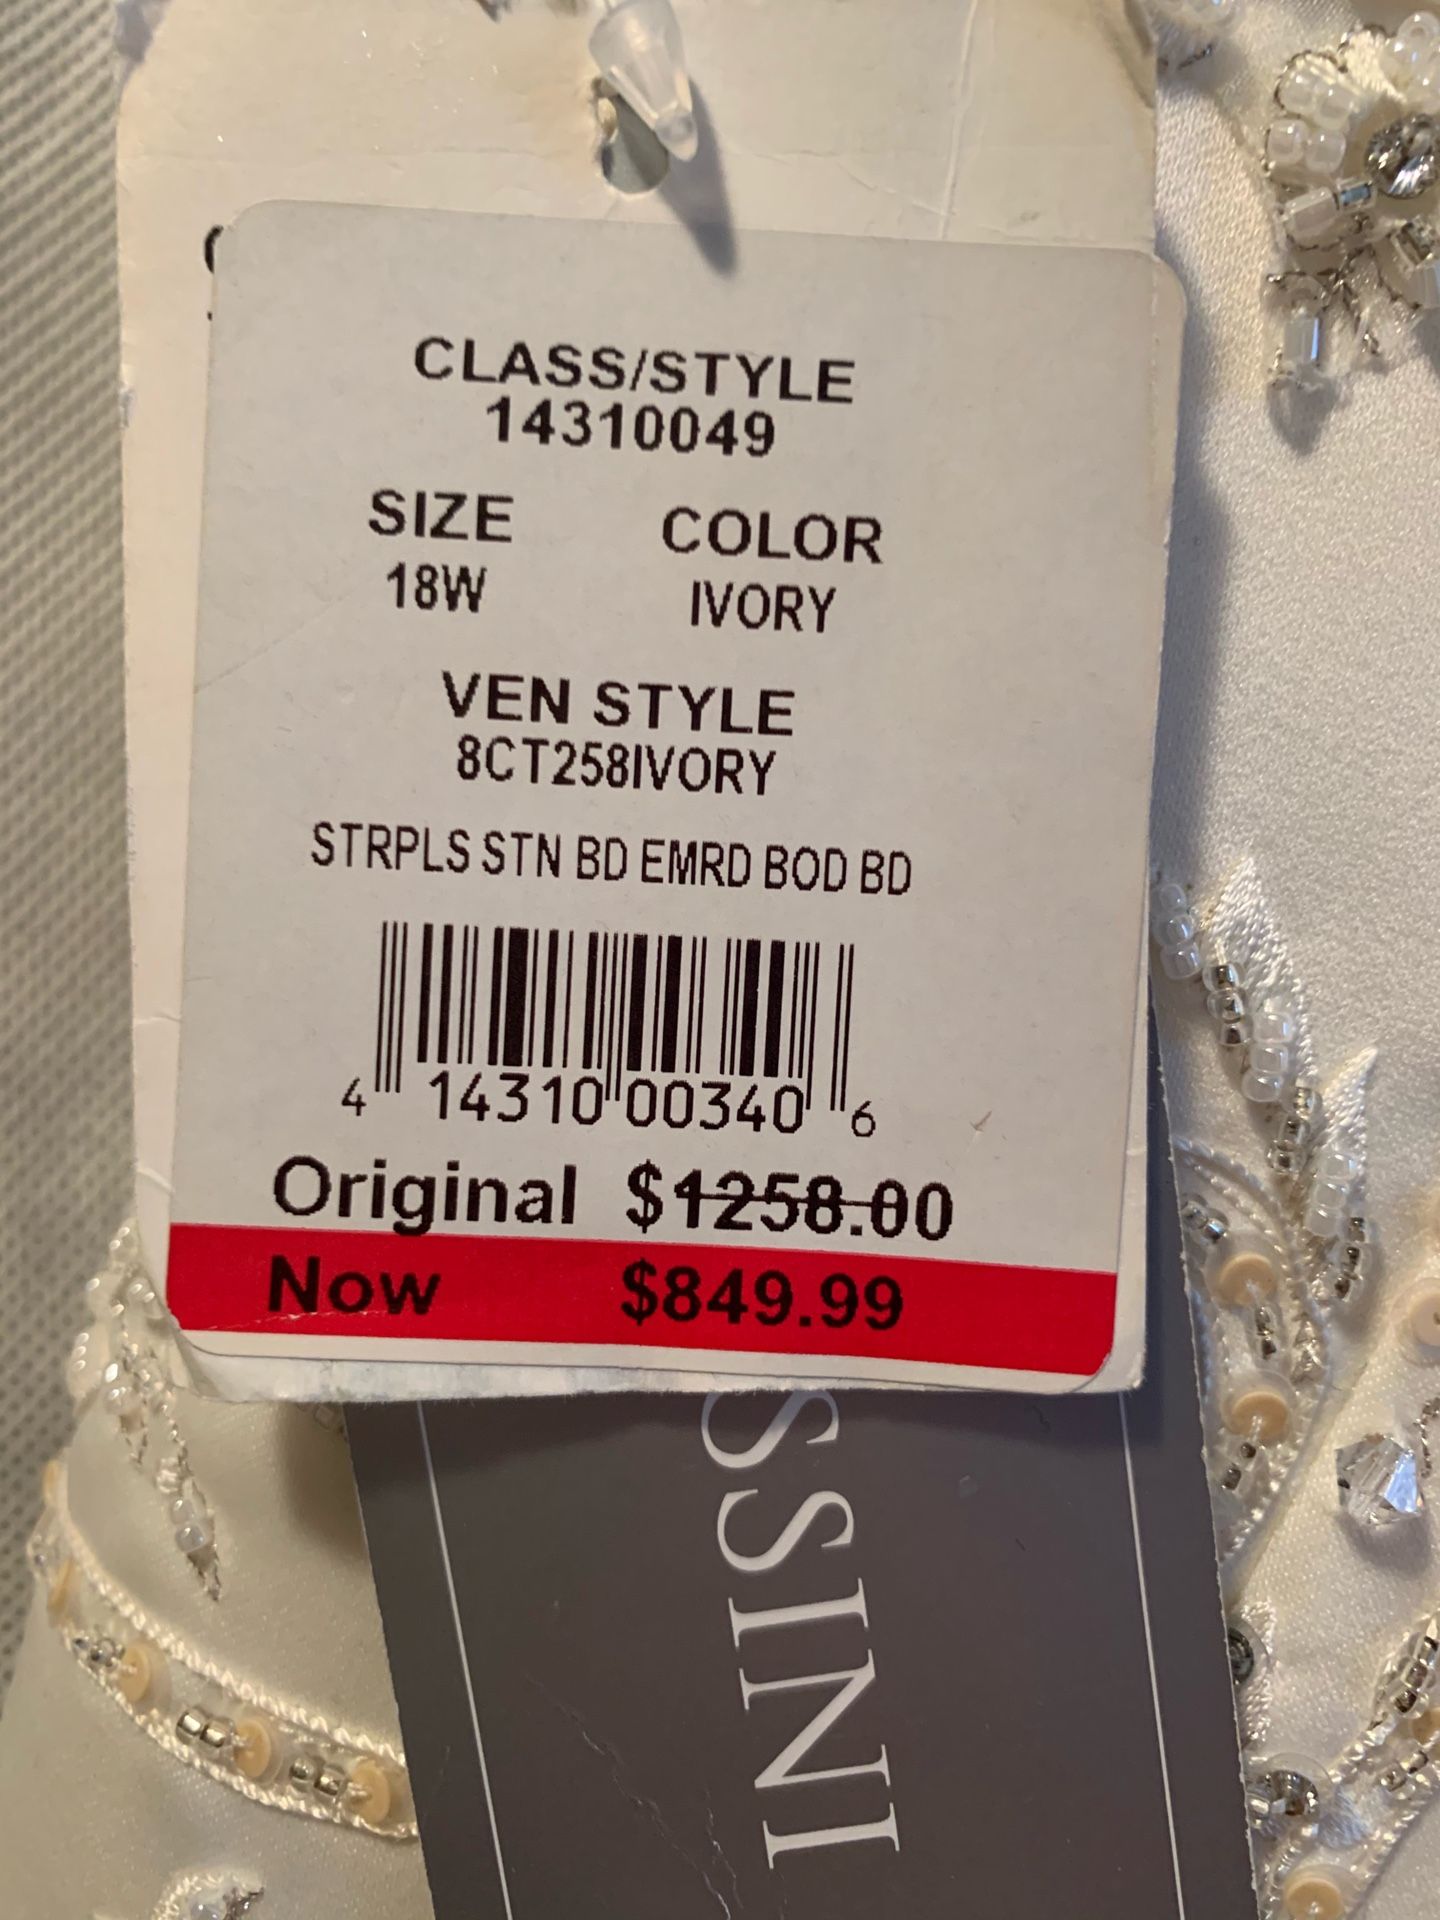 CLASS/STYLE
14310049
SIZE COLOR
18W IVORY
VEN STYLE
8CT258IVORY
STRPLS STN BD EMRD BOD BD
4 14310 00340 6
Original $1258.00
Now $849.99
SSINI